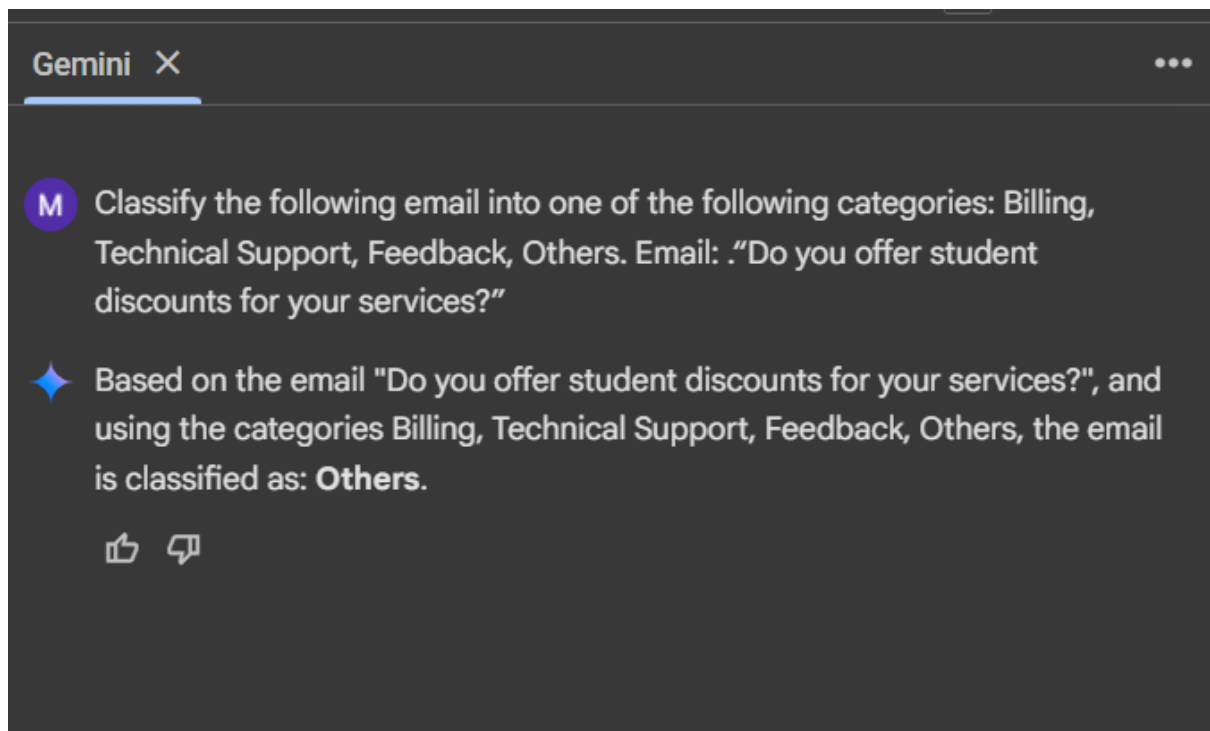 Gemini
M
Classify the following email into one of the following categories: Billing,
Technical Support, Feedback, Others. Email: .“Do you offer student
discounts for your services?”
Based on the email "Do you offer student discounts for your services?", and
using the categories Billing, Technical Support, Feedback, Others, the email
is classified as: Others.